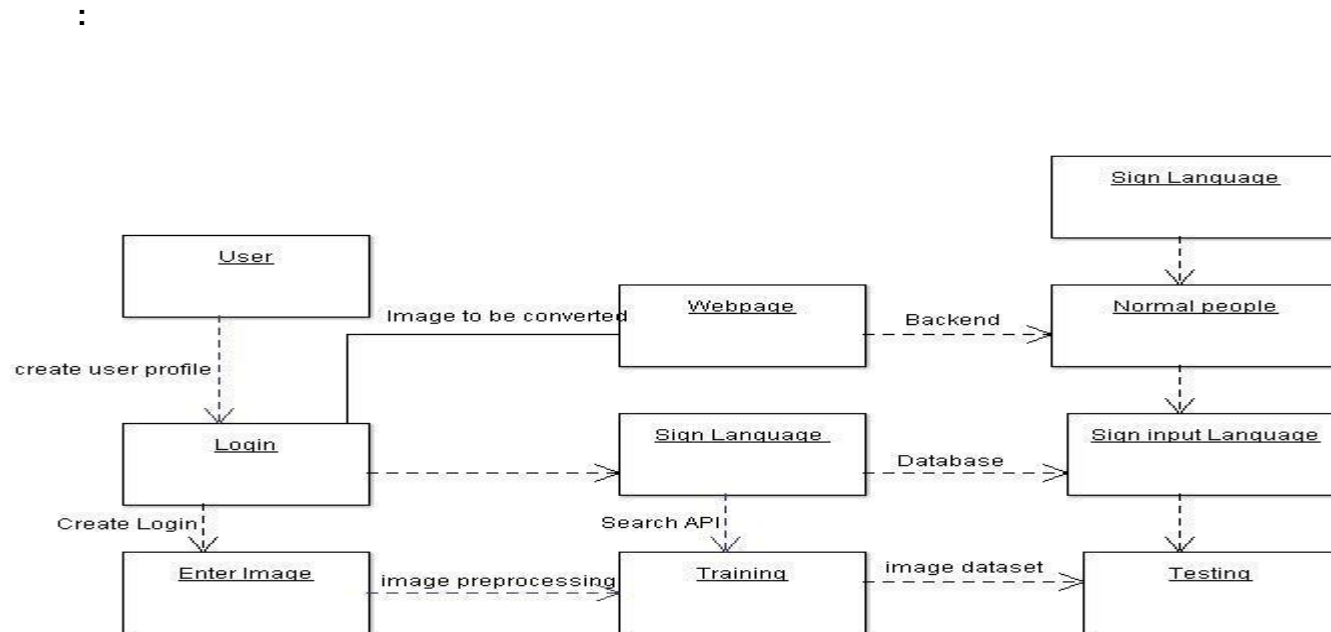 :
Sign Language
User
Image to be converted
Webpage
Backend
Normal people
create user profile
Login
Sign Language
Database
Sign input Language
Create Login
Search API
Enter Image
image preprocessing
Training
image dataset
Testing